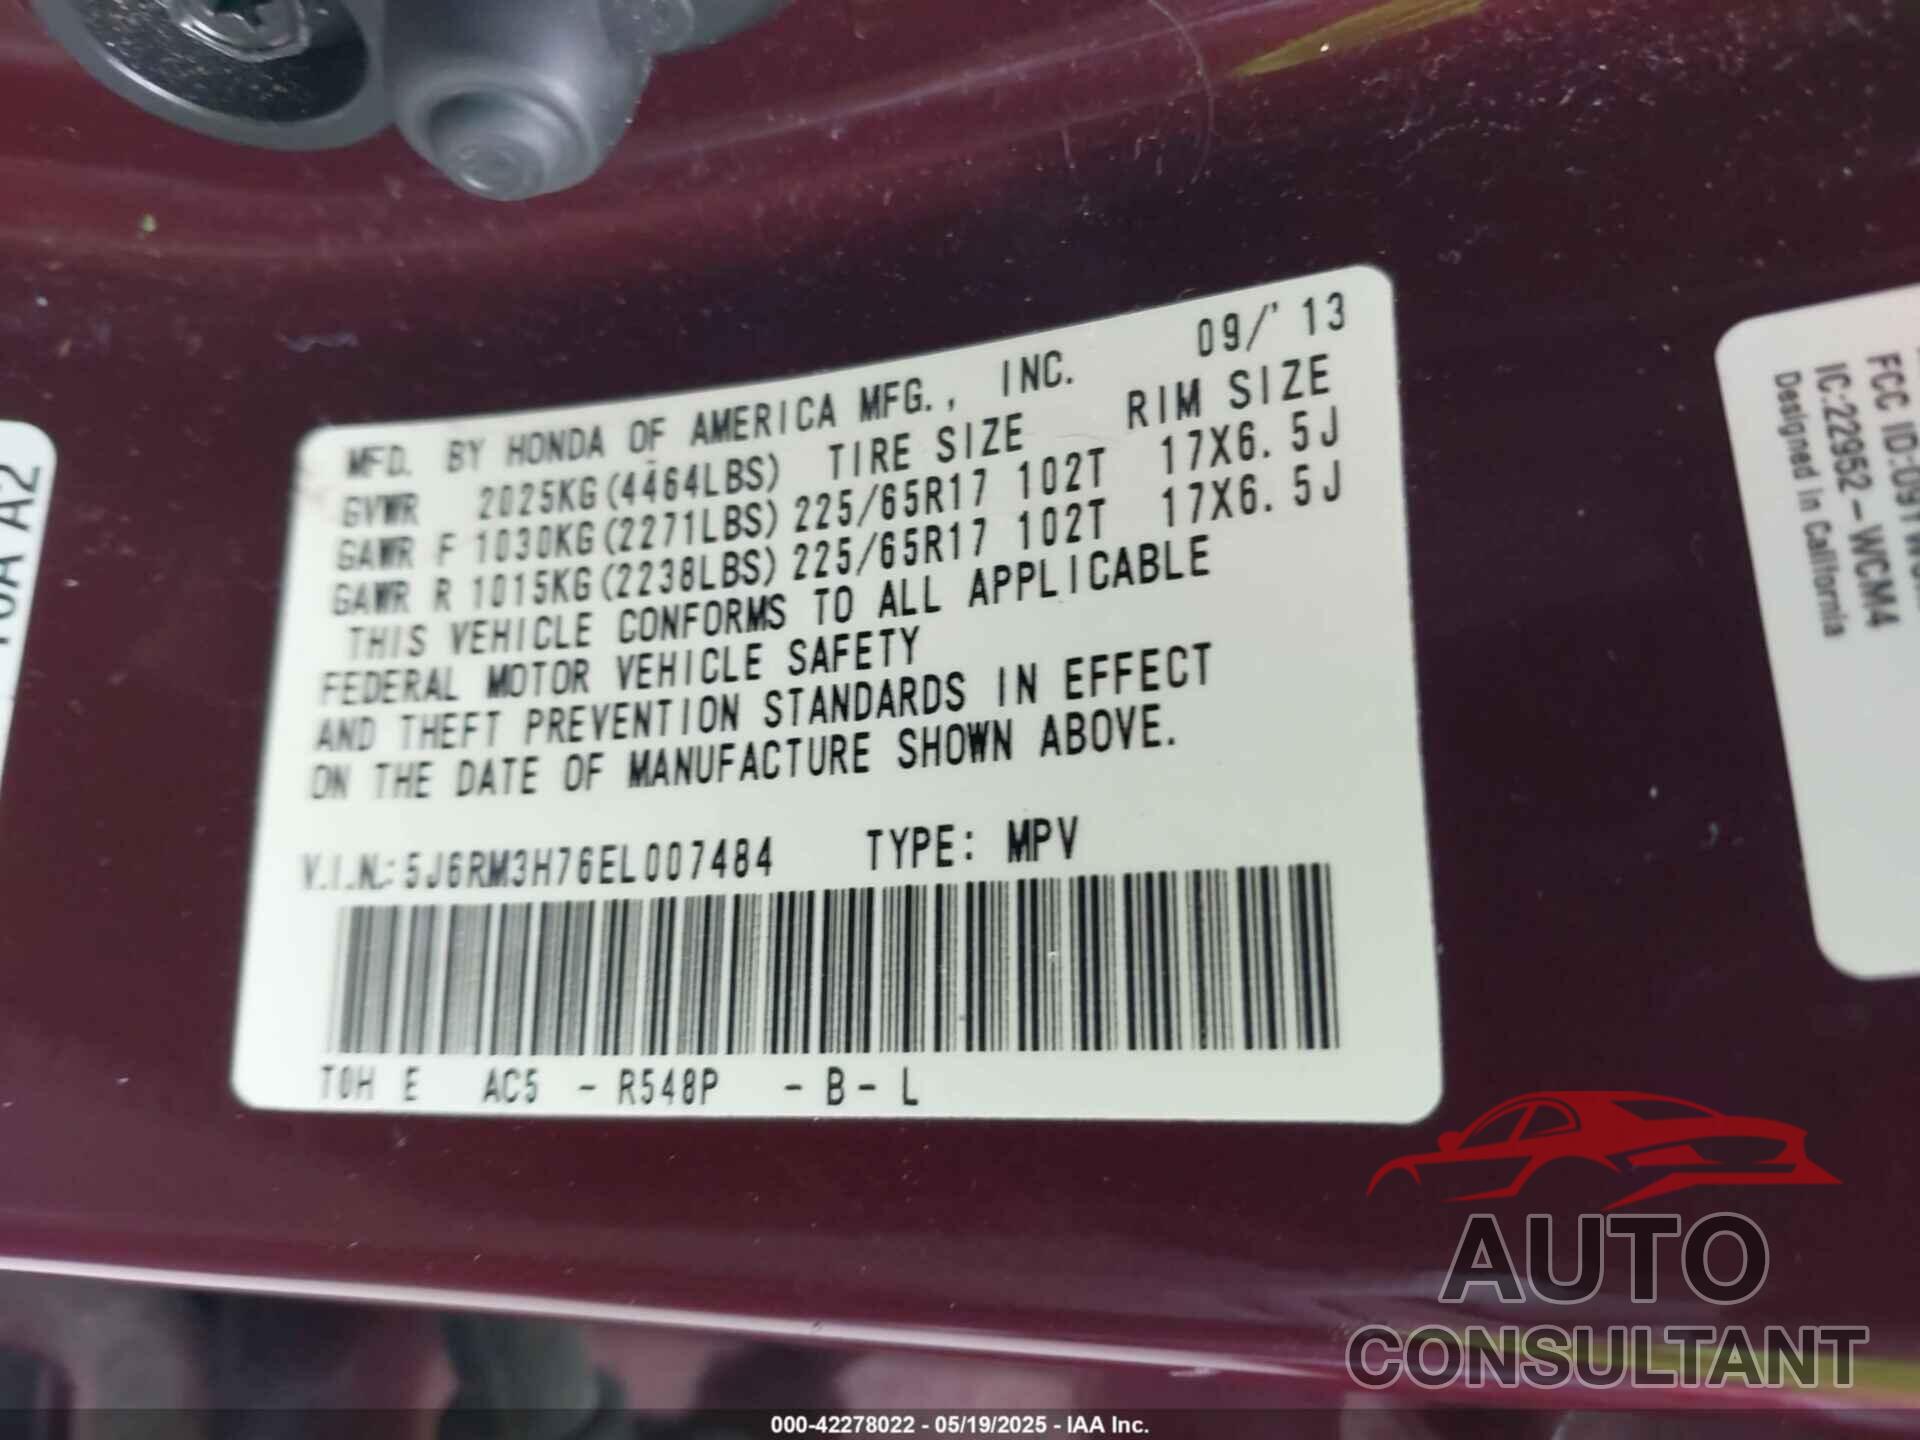 MFD. BY HONDA OF AMERICA MFG., INC. 09/'13
GVWR 2025KG(4464LBS) TIRE SIZE RIM SIZE
GAWR F 1030KG(2271LBS) 225/65R17 102T 17X6.5J
GAWR R 1015KG(2238LBS) 225/65R17 102T 17X6.5J
THIS VEHICLE CONFORMS TO ALL APPLICABLE
FEDERAL MOTOR VEHICLE SAFETY
AND THEFT PREVENTION STANDARDS IN EFFECT
ON THE DATE OF MANUFACTURE SHOWN ABOVE.
V.I.N.: 5J6RM3H76EL007484 TYPE: MPV
T0H E AC5 - R548P - B - L
A2
FCC ID:
IC:229952-WCM4
Designed in California
AUTO
CONSULTANT
000-42278022 - 05/19/2025 - IAA Inc.